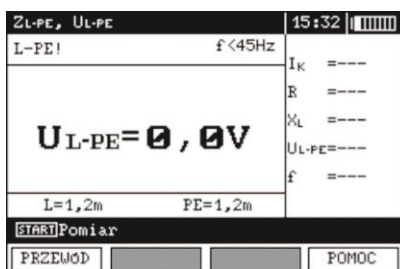 ZL-PE, UL-PE
15:32
L-PE!
f<45Hz
UL-PE=0,0V
L=1,2m
PE=1,2m
IK =---
R =---
XL =---
UL-PE=---
f =---
START Pomiar
PRZEWÓD
POMOC